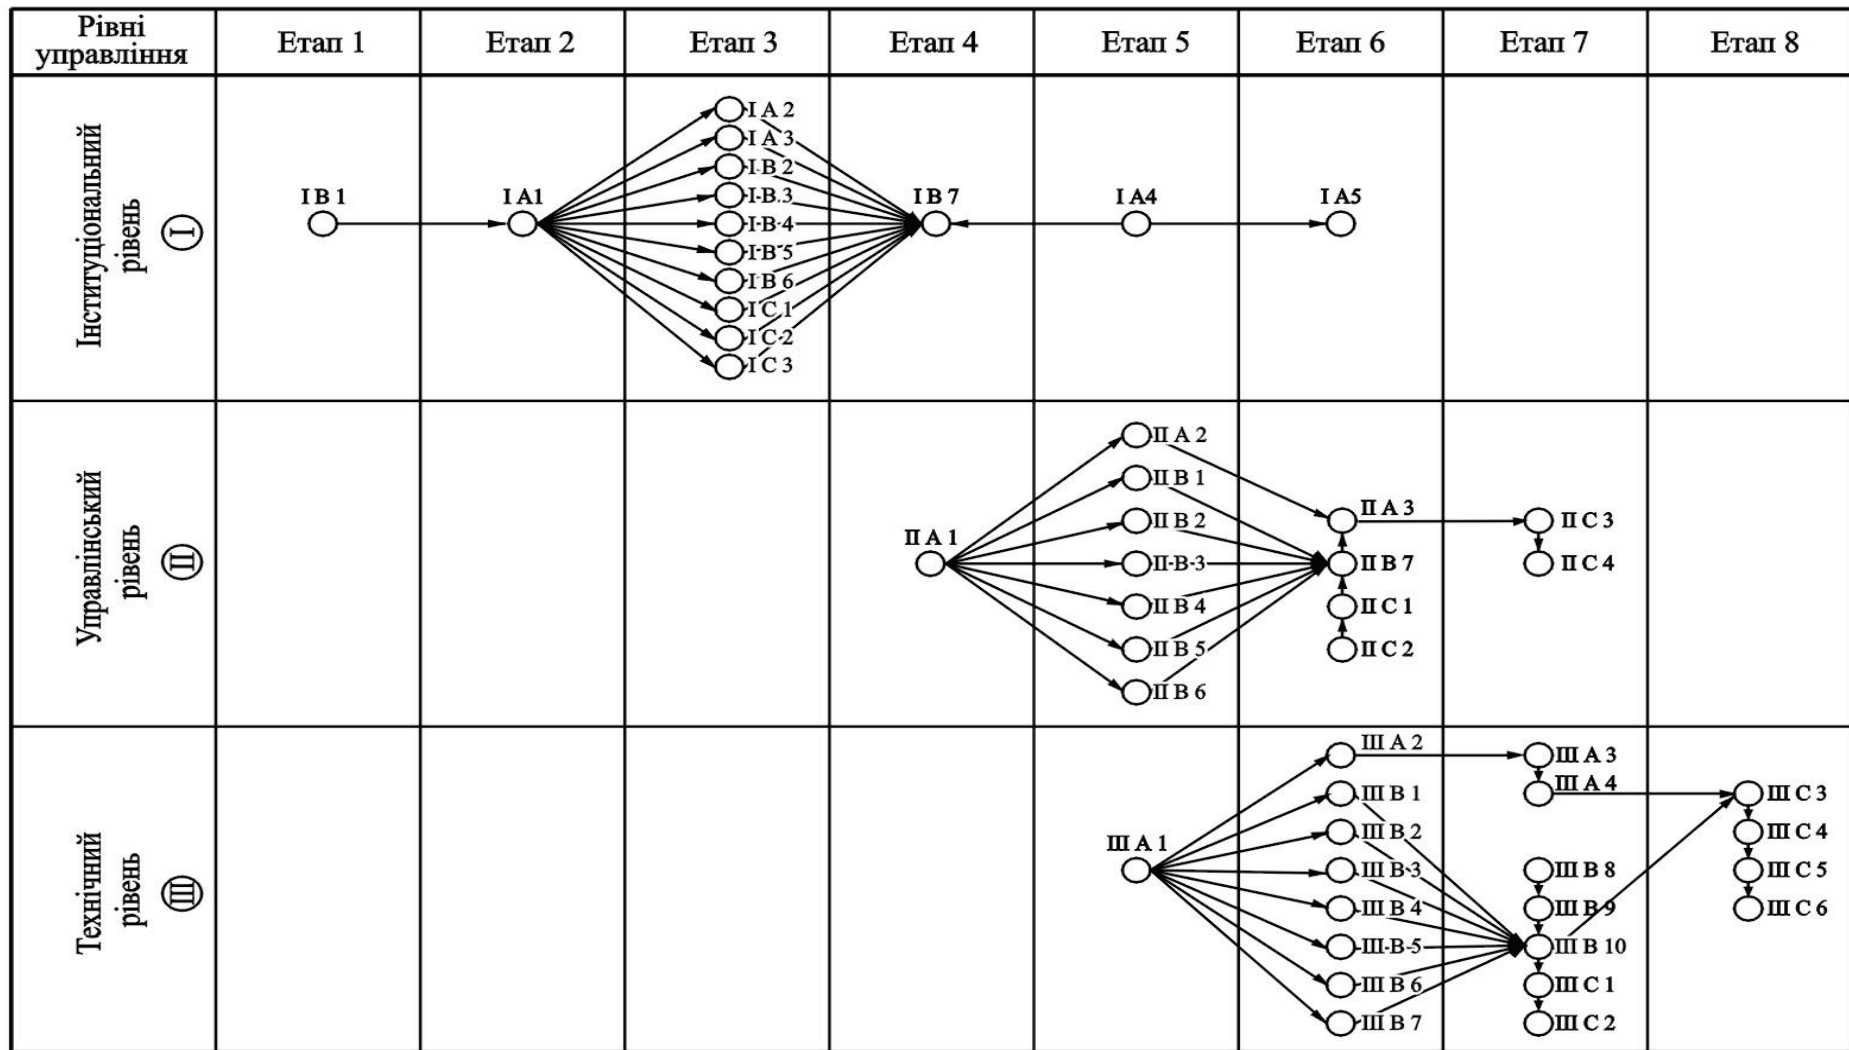 Рівні
управління
Етап 1
Етап 2
Етап 3
Етап 4
Етап 5
Етап 6
Етап 7
Етап 8
Інституціональний
рівень
I
I B 1
I A1
I A 2
I A 3
I B 2
I B 3
I B 4
I B 5
I B 6
I C 1
I C 2
I C 3
I B 7
I A4
I A5
Управлінський
рівень
II
II A 1
II A 2
II B 1
II B 2
II B 3
II B 4
II B 5
II B 6
II A 3
II B 7
II C 1
II C 2
II C 3
II C 4
Технічний
рівень
III
III A 1
III A 2
III B 1
III B 2
III B 3
III B 4
III B 5
III B 6
III B 7
III A 3
III A 4
III B 8
III B 9
III B 10
III C 1
III C 2
III C 3
III C 4
III C 5
III C 6